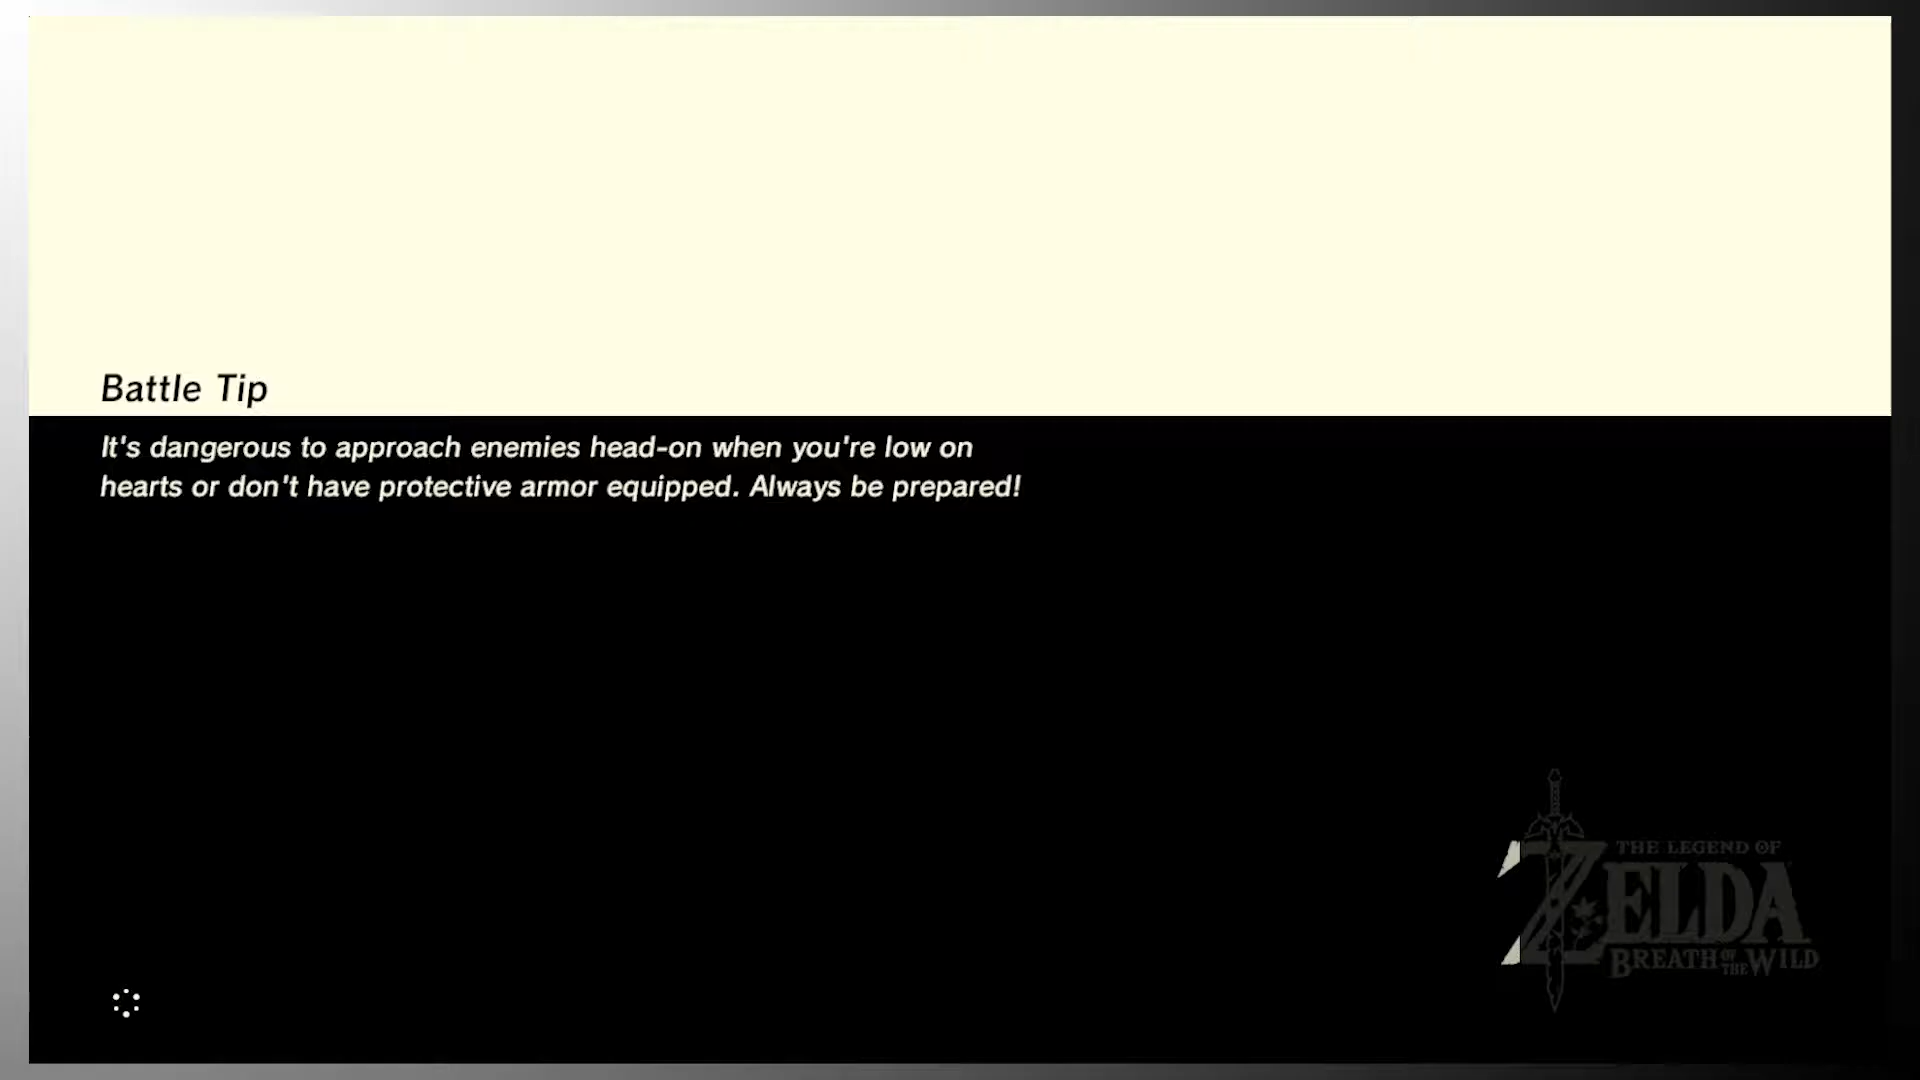 Battle Tip
It's dangerous to approach enemies head-on when you're low on
hearts or don't have protective armor equipped. Always be prepared!
THE LEGEND OF
ZELDA
BREATH OF THE WILD